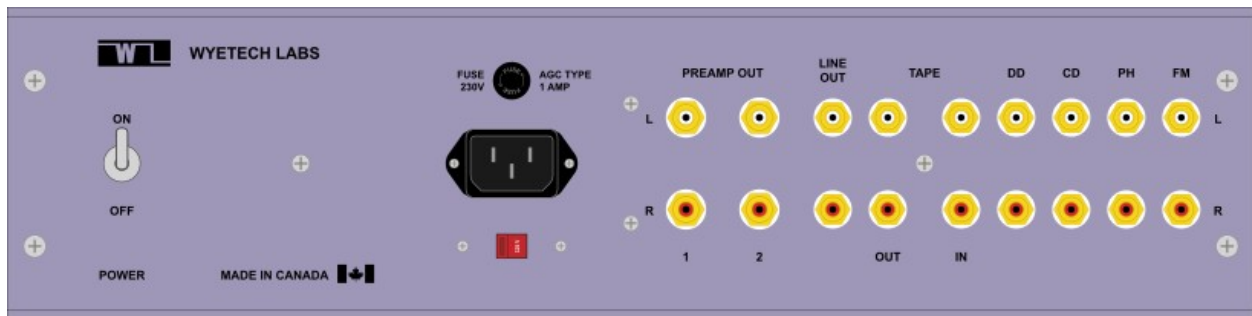 WL
WYETECH LABS
ON
OFF
POWER
MADE IN CANADA
FUSE
230V
FUSE
AGC TYPE
1 AMP
PREAMP OUT
LINE
OUT
TAPE
DD
CD
PH
FM
L
L
R
R
1
2
OUT
IN